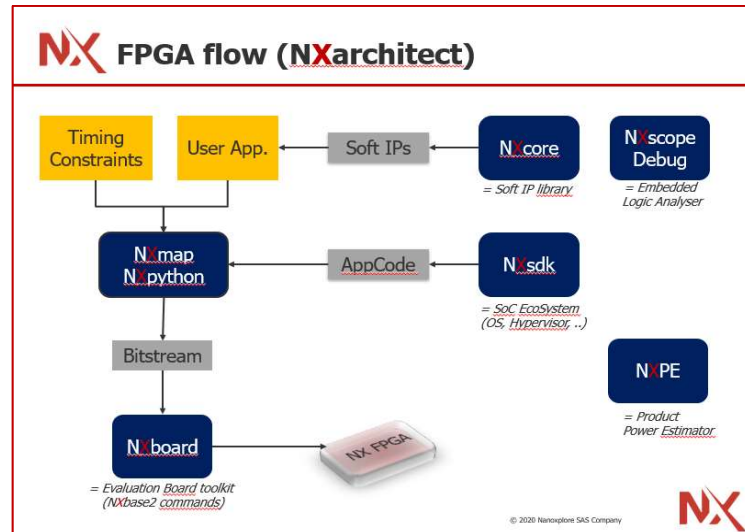 NX FPGA flow (NXarchitect)
Timing
Constraints
User App.
Soft IPs
NXcore
= Soft IP library
NXscope
Debug
= Embedded
Logic Analyser
NXmap
NXpython
AppCode
NXsdk
= SoC EcoSystem
(OS, Hypervisor, ..)
Bitstream
NXPE
= Product
Power Estimator
NXboard
= Evaluation Board toolkit
(NXbase2 commands)
NX FPGA
© 2020 Nanoxplore SAS Company
NX